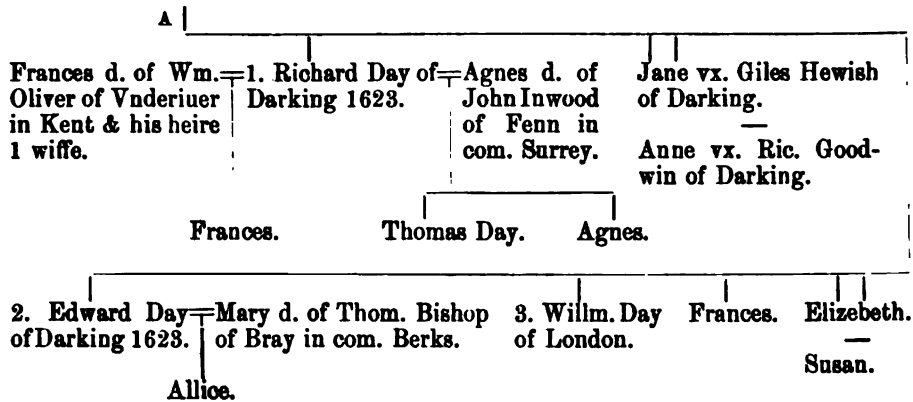 A
Frances d. of Wm.
Oliver of Vnderiuer
in Kent & his heire
1 wiffe.
1. Richard Day of
Darking 1623.
Agnes d. of
John Inwood
of Fenn in
com. Surrey.
Jane vx. Giles Hewish
of Darking.
Anne vx. Ric. Good-
win of Darking.
Frances.
Thomas Day.
Agnes.
2. Edward Day
of Darking 1623.
Mary d. of Thom. Bishop
of Bray in com. Berks.
3. Willm. Day
of London.
Frances.
Elizebeth.
Susan.
Allice.